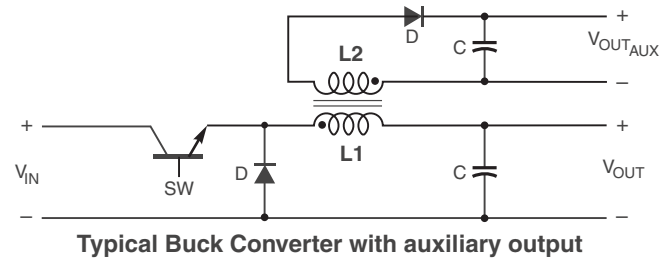 D
C
+
V_OUT_AUX
–
L2
L1
+
V_IN
–
SW
D
C
+
V_OUT
–
Typical Buck Converter with auxiliary output